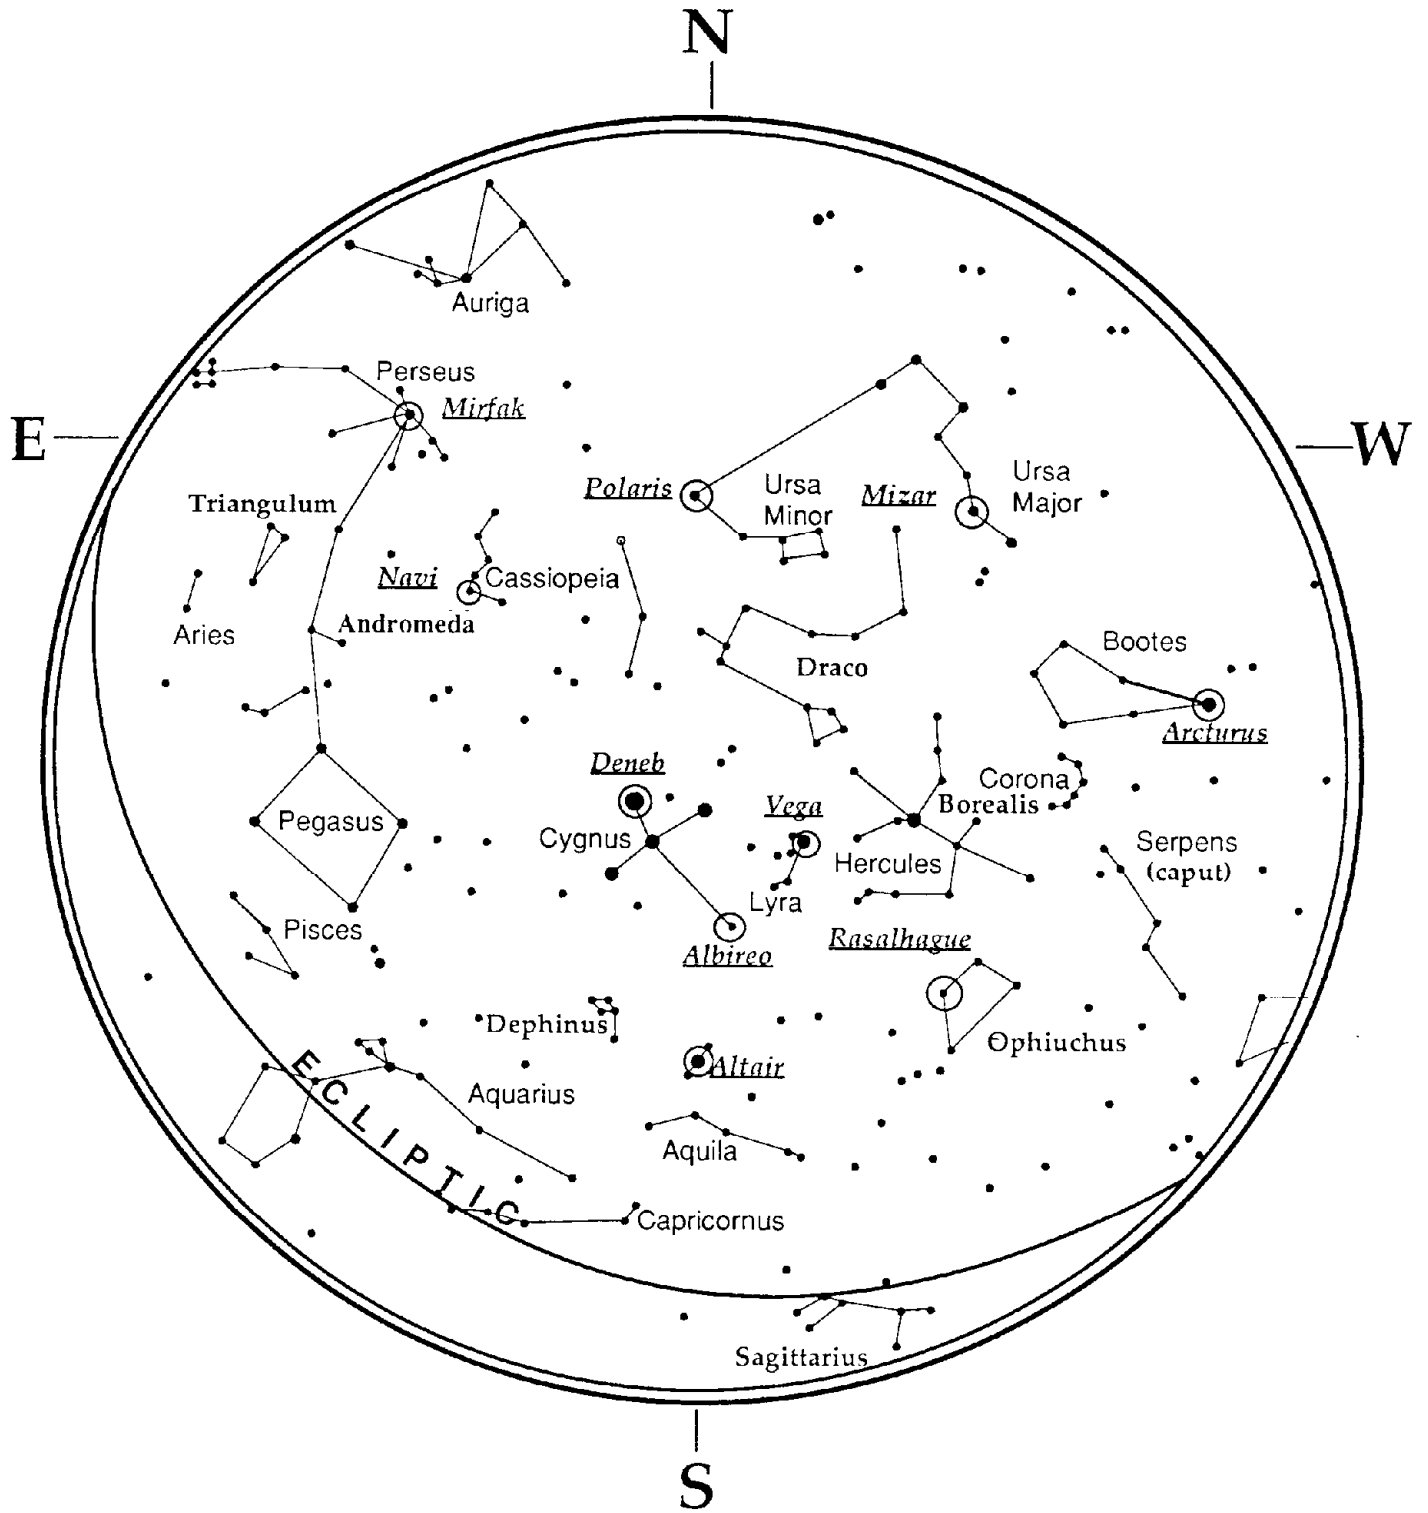 N
Auriga
Perseus
Mirfak
E
W
Polaris
Ursa
Minor
Mizar
Ursa
Major
Triangulum
Navi
Cassiopeia
Aries
Andromeda
Draco
Bootes
Arcturus
Deneb
Vega
Corona
Borealis
Pegasus
Cygnus
Hercules
Serpens
(caput)
Lyra
Pisces
Albireo
Rasalhague
Dephinus
Ophiuchus
Altair
ECLIPTIC
Aquarius
Aquila
Capricornus
Sagittarius
S